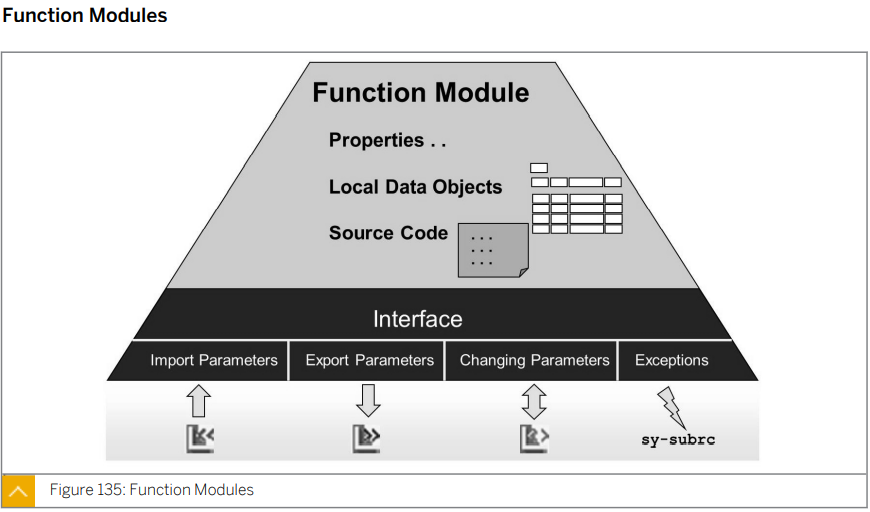 Function Modules
Function Module
Properties . .
Local Data Objects
Source Code
Interface
Import Parameters
Export Parameters
Changing Parameters
Exceptions
sy-subrc
Figure 135: Function Modules